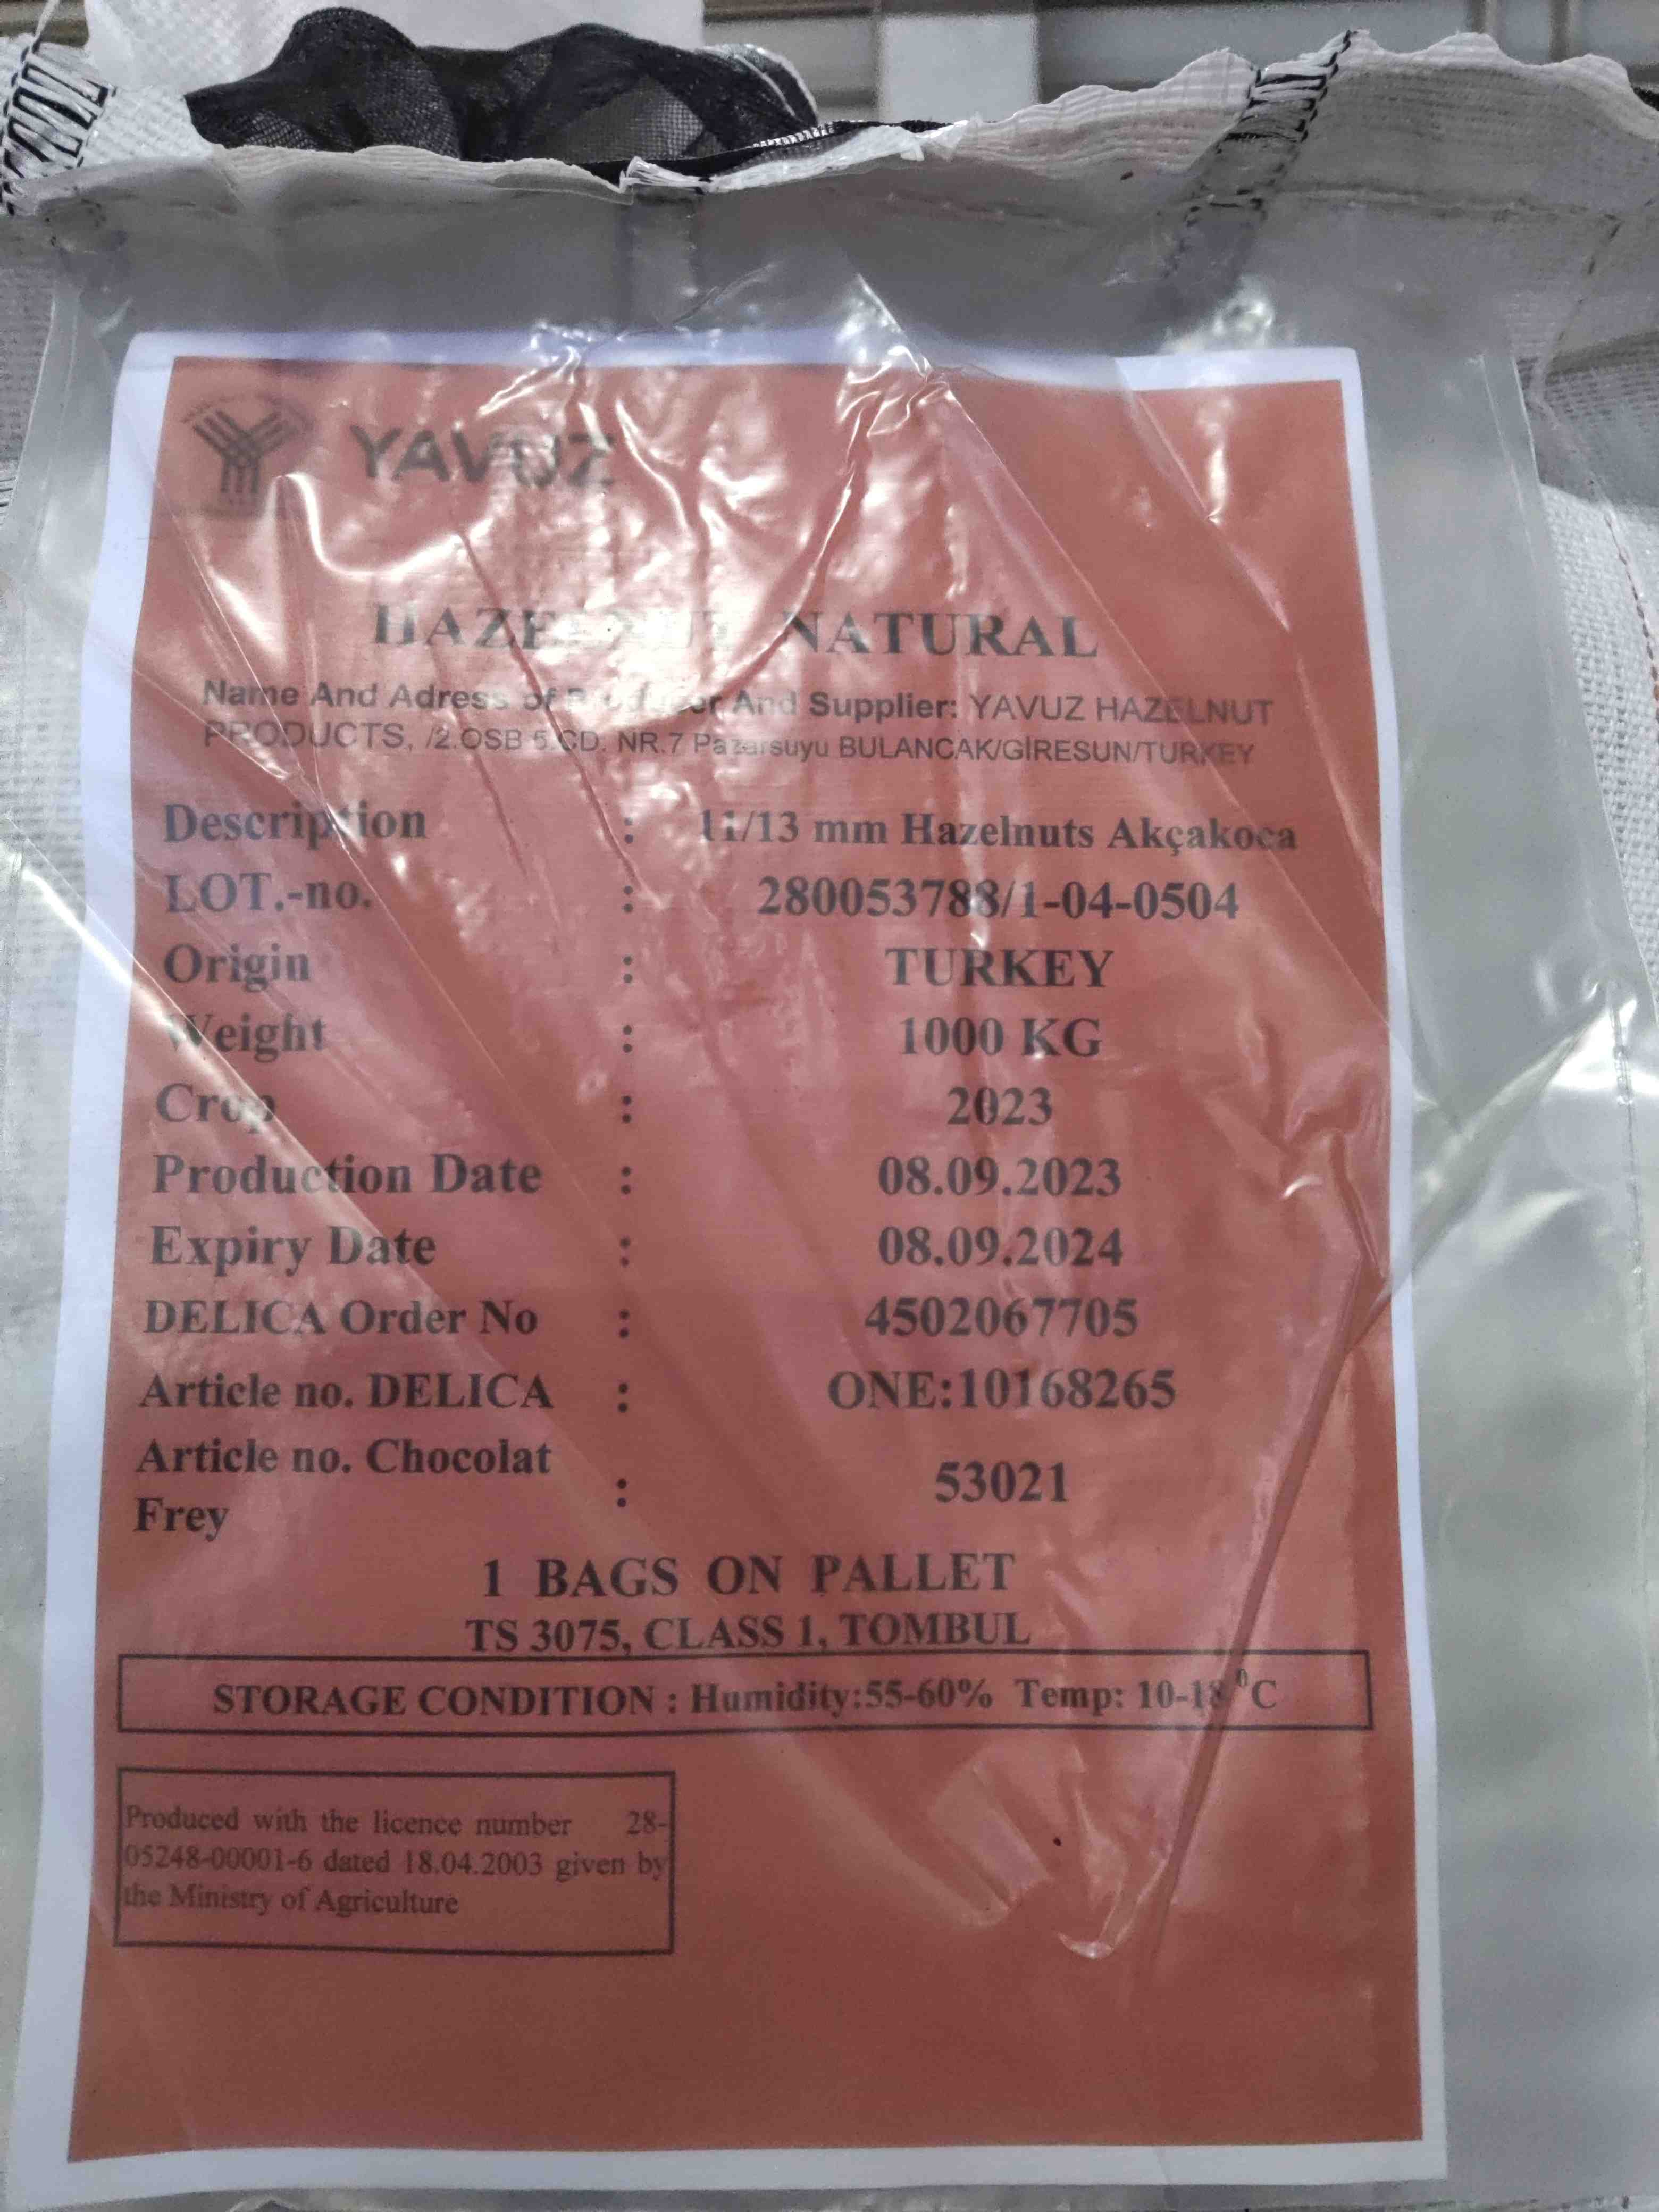 YAVUZ
HAZELNUT NATURAL
Name And Adress of Producer And Supplier: YAVUZ HAZELNUT
PRODUCTS, /2.OSB 5.CD. NR.7 Pazarsuyu BULANCAK/GİRESUN/TURKEY
Description : 11/13 mm Hazelnuts Akçakoca
LOT.-no. : 280053788/1-04-0504
Origin : TURKEY
Weight : 1000 KG
Crop : 2023
Production Date : 08.09.2023
Expiry Date : 08.09.2024
DELICA Order No : 4502067705
Article no. DELICA : ONE:10168265
Article no. Chocolat
Frey : 53021
1 BAGS ON PALLET
TS 3075, CLASS 1, TOMBUL
STORAGE CONDITION : Humidity:55-60% Temp: 10-18 ⁰C
Produced with the licence number 28-
05248-00001-6 dated 18.04.2003 given by
the Ministry of Agriculture